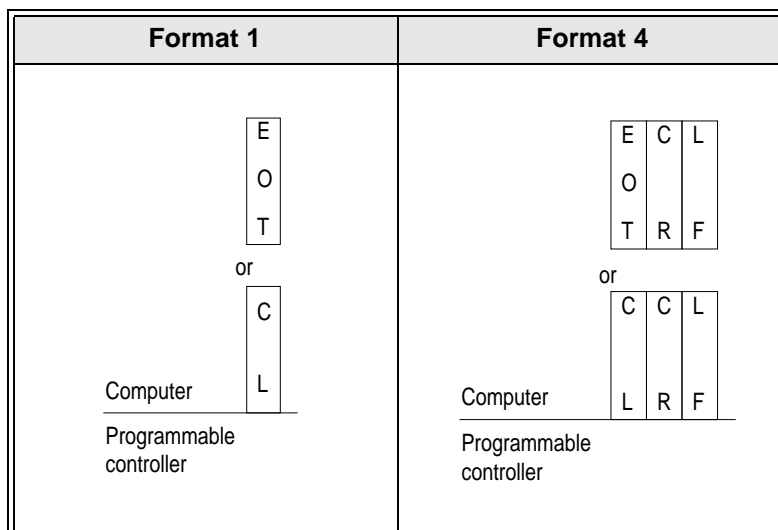 Format 1
Format 4
E
O
T
or
C
L
Computer
Programmable
controller
E C L
O
T R F
or
C C L
L R F
Computer
Programmable
controller